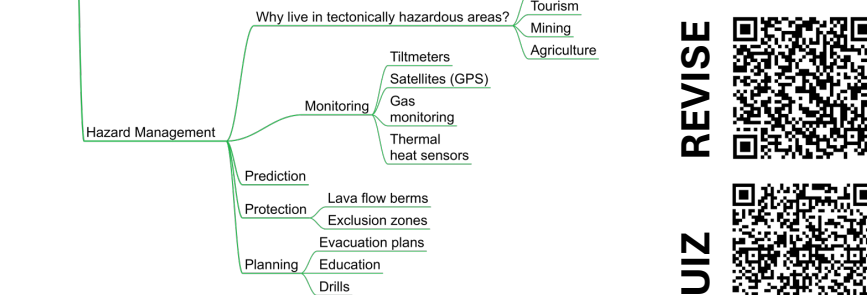 Tourism
Why live in tectonically hazardous areas?
Mining
Agriculture
Tiltmeters
Satellites (GPS)
Gas
monitoring
Monitoring
Thermal
heat sensors
Hazard Management
Prediction
Lava flow berms
Protection
Exclusion zones
Evacuation plans
Planning
Education
Drills
REVISE
UIZ